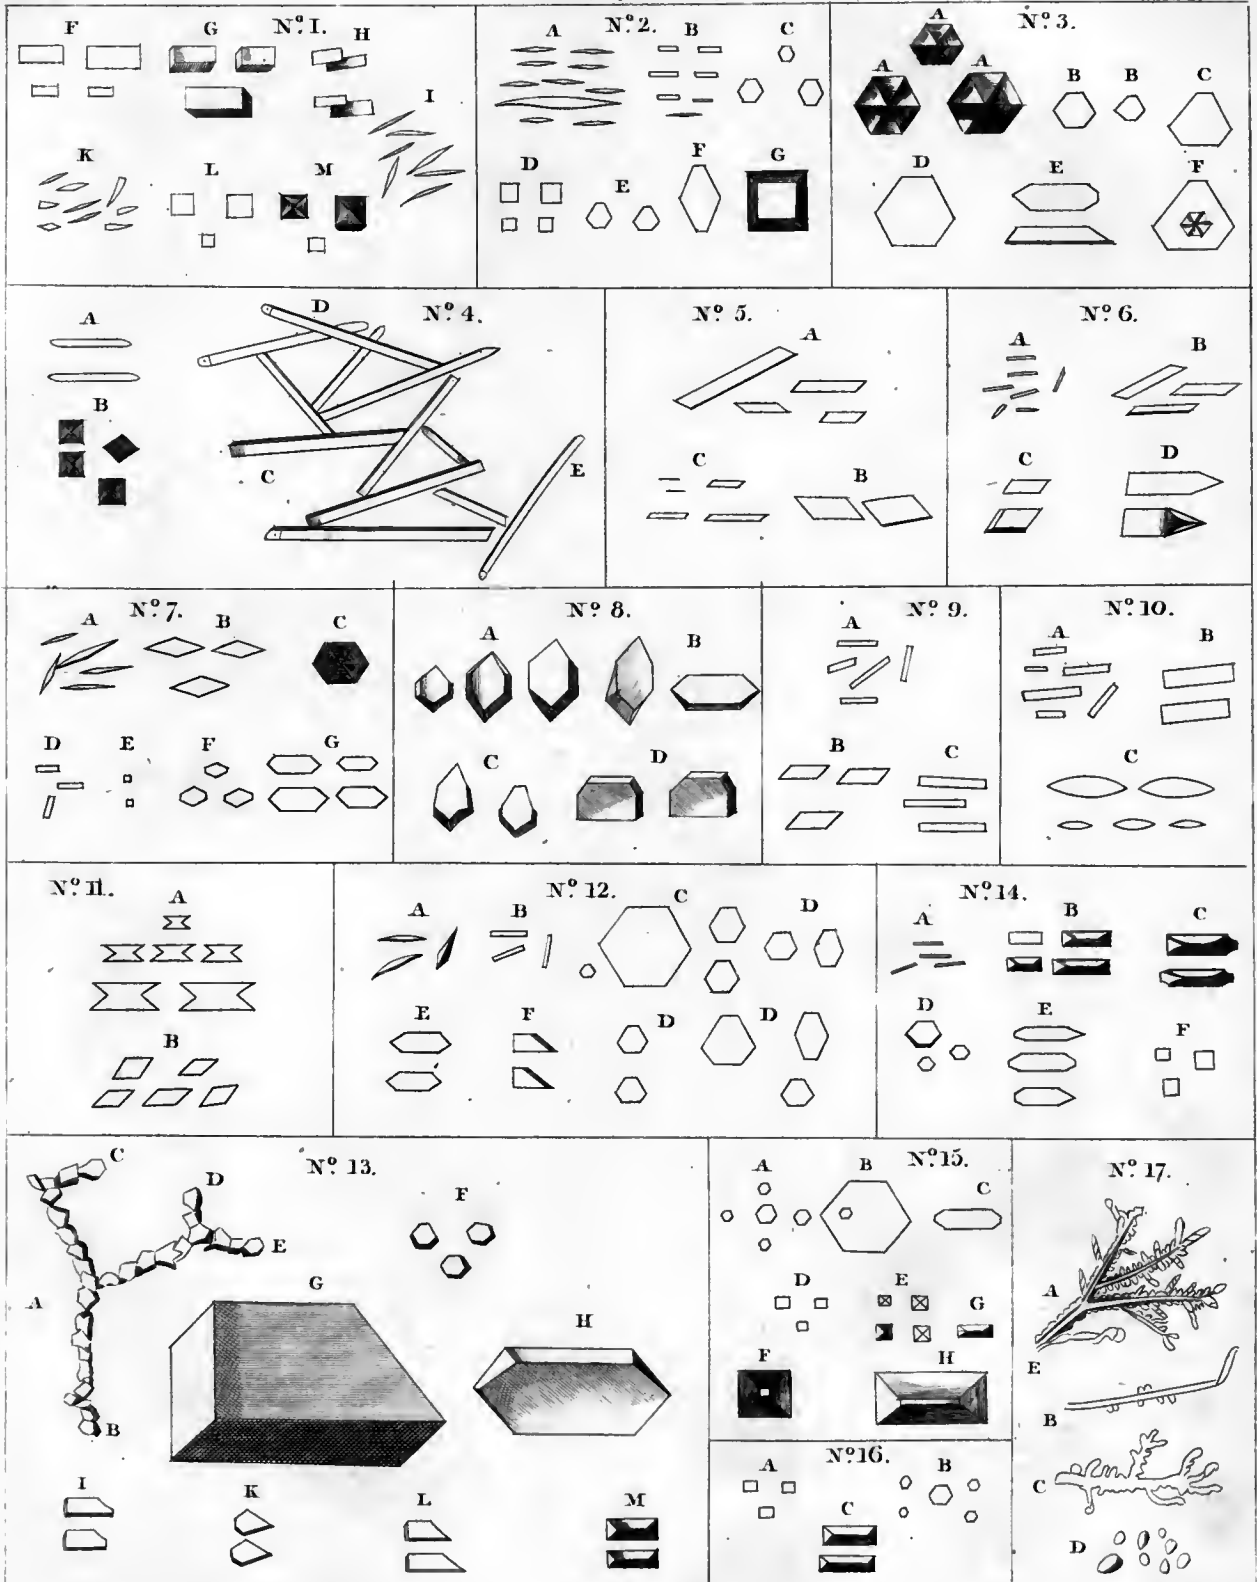 Nº 1.
F G H
I
K L M
Nº 2.
A B C
D E F G
Nº 3.
A
A A B B C
D E F
Nº 4.
A D
B
C E
Nº 5.
A
C B
Nº 6.
A B
C D
Nº 7.
A B C
D E F G
Nº 8.
A B
C D
Nº 9.
A
B C
Nº 10.
A B
C
Nº 11.
A
B
Nº 12.
A B C D
E F D D
Nº 14.
A B C
D E F
Nº 13.
C D F
E
A G H
B
I K L M
Nº 15.
A B C
D E G
F H
Nº 16.
A B
C
Nº 17.
A
E
B
C
D